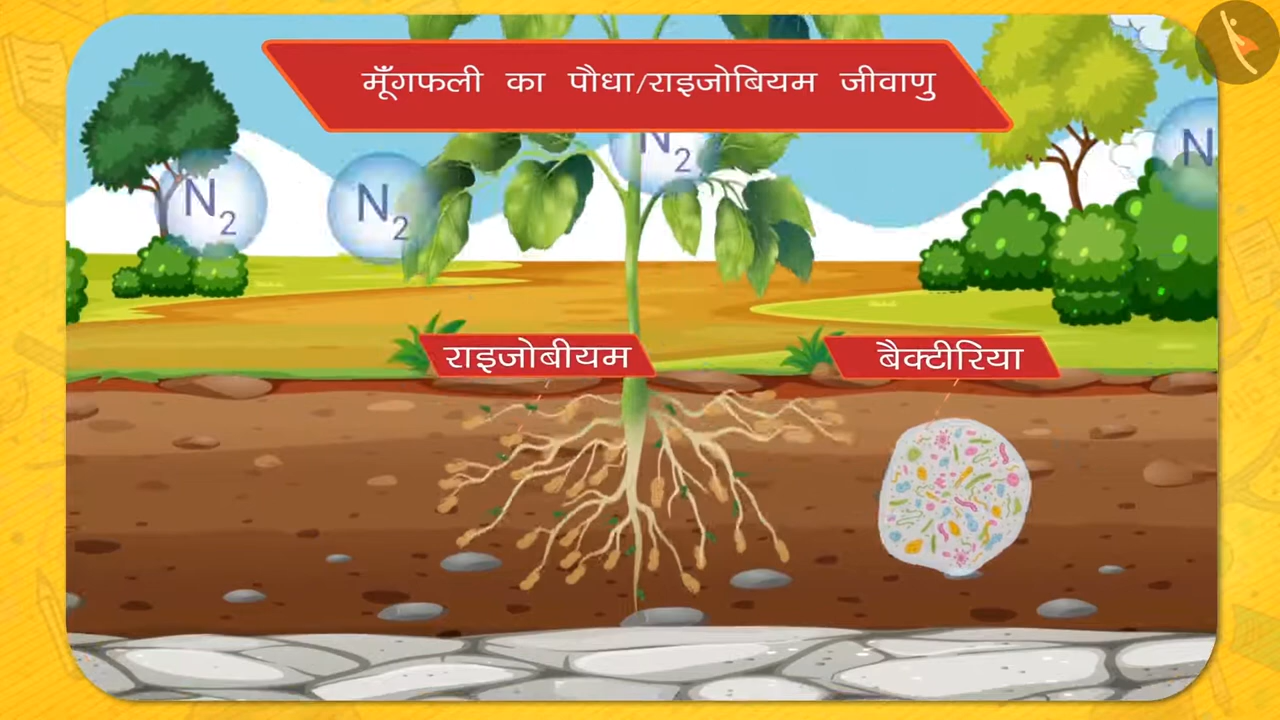 मूँगफली का पौधा/राइजोबियम जीवाणु
N₂
N₂
N₂
N
राइजोबीयम
बैक्टीरिया